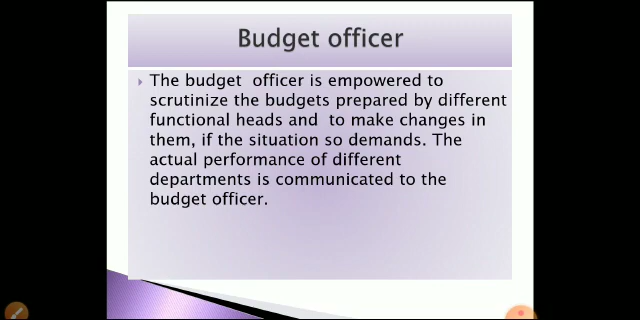 Budget officer
The budget officer is empowered to
scrutinize the budgets prepared by different
functional heads and to make changes in
them, if the situation so demands. The
actual performance of different
departments is communicated to the
budget officer.